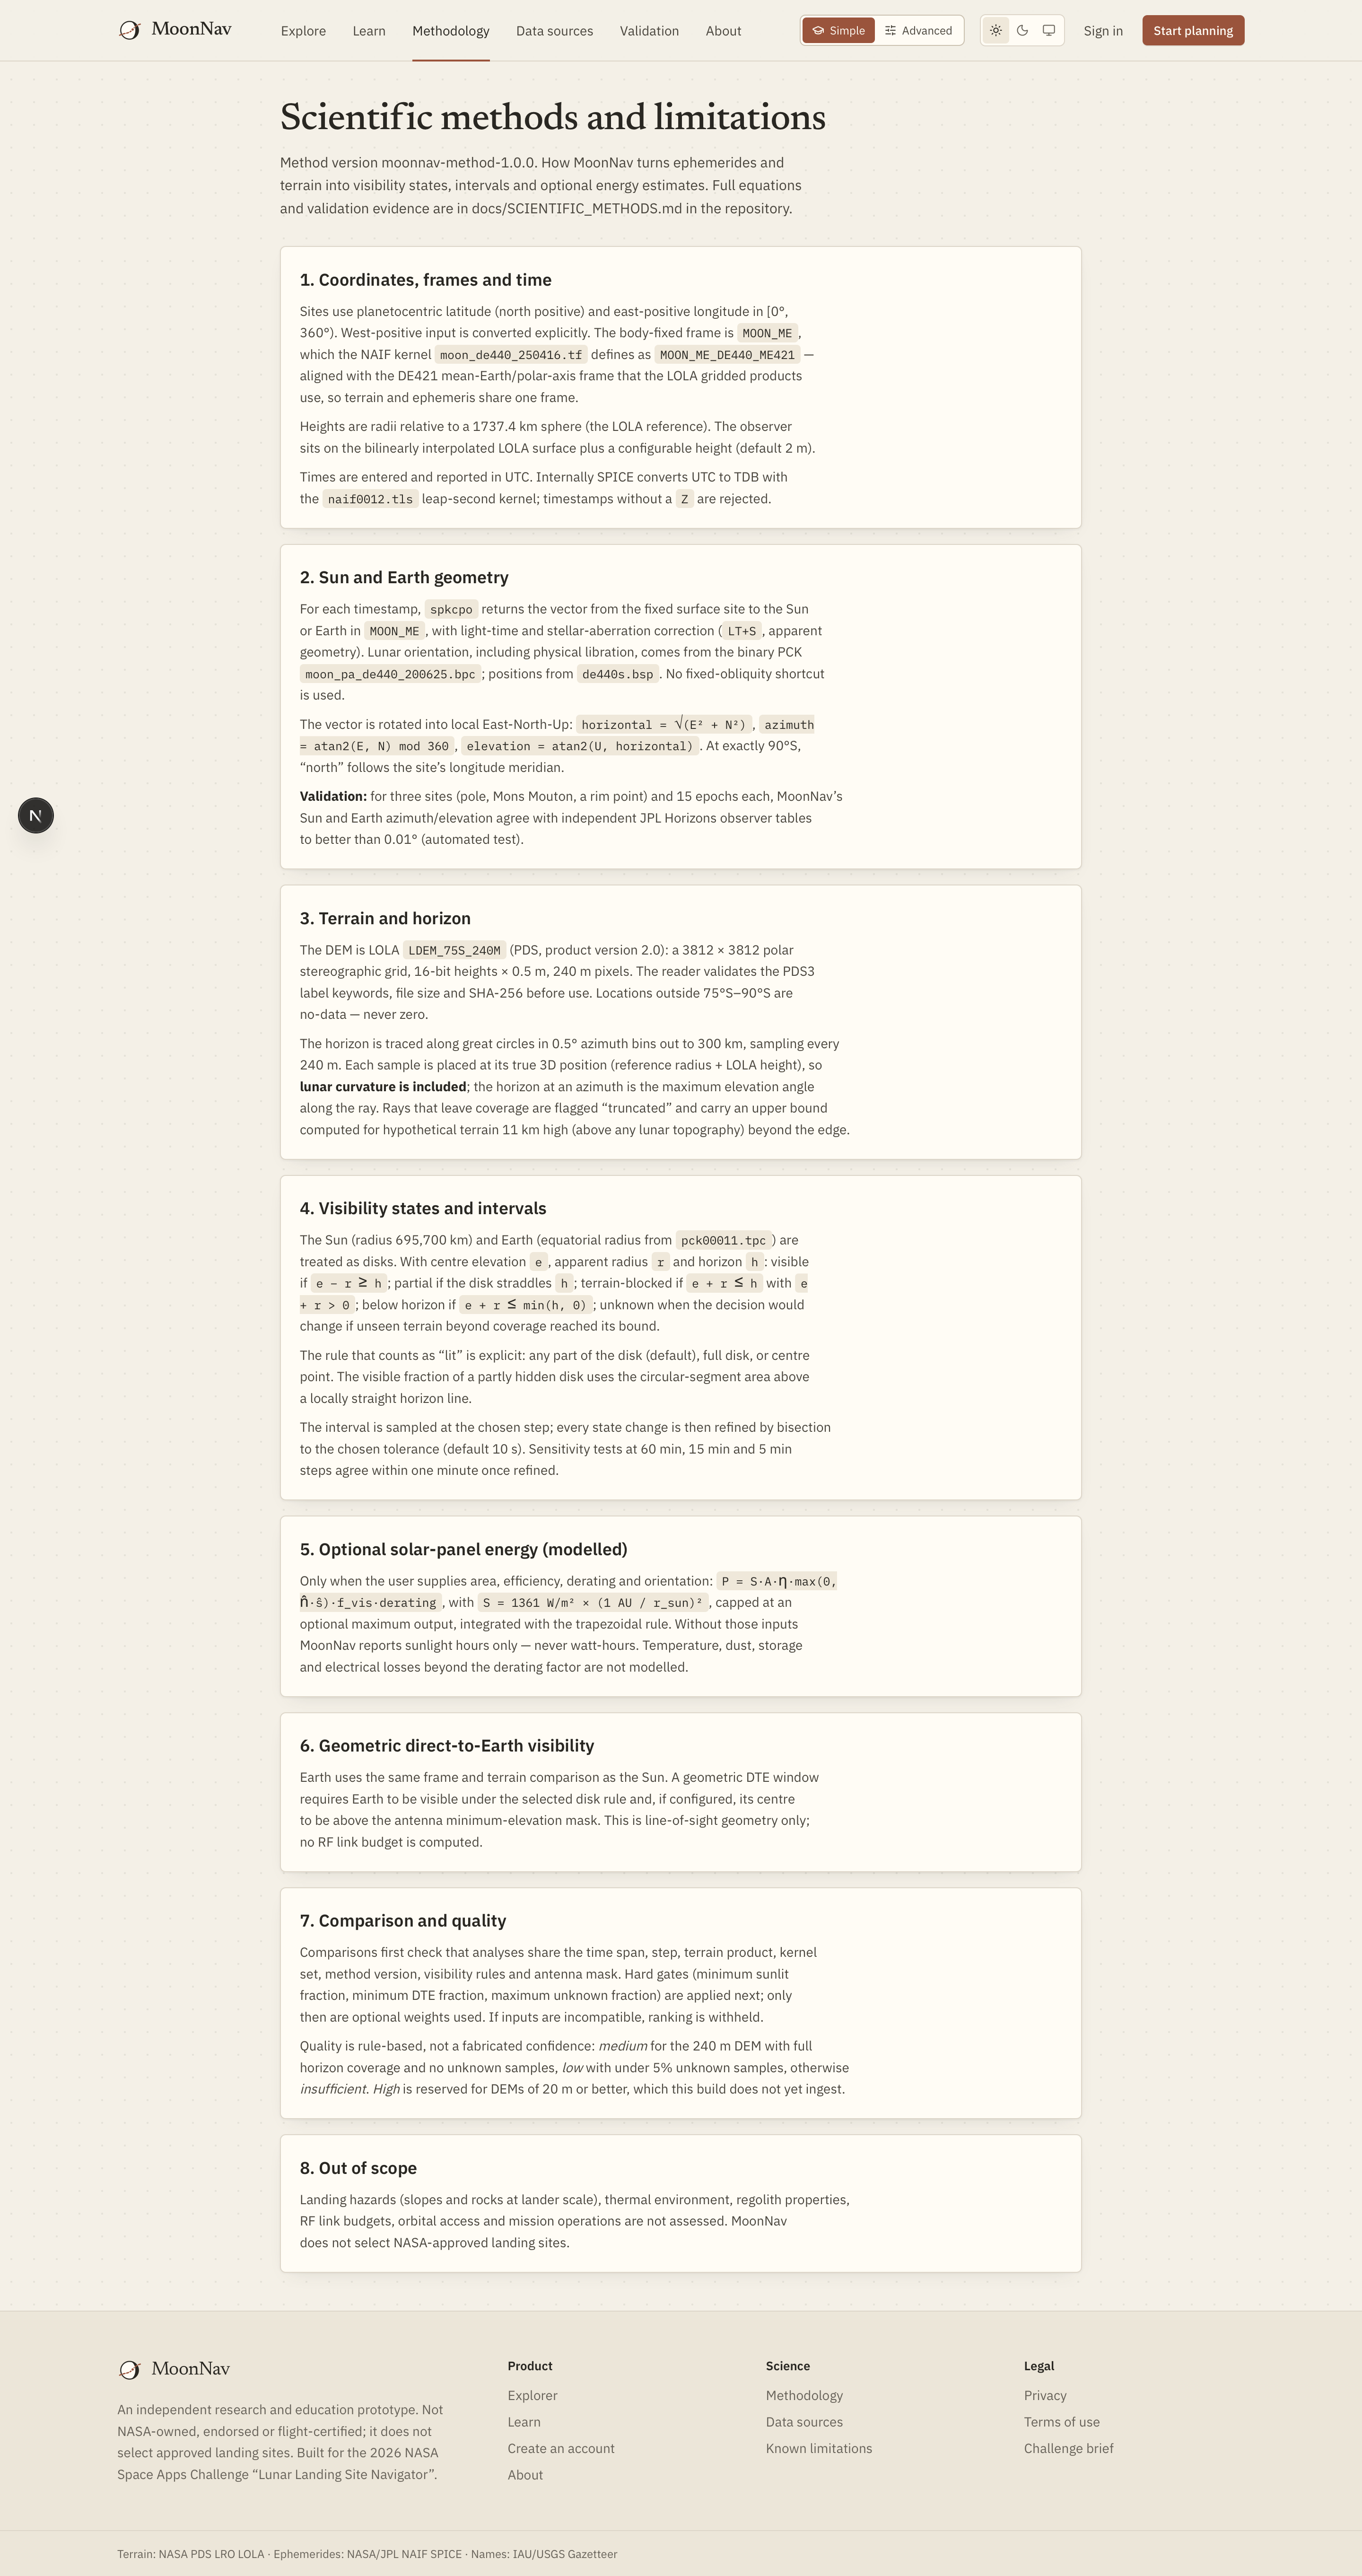 MoonNav
Explore
Learn
Methodology
Data sources
Validation
About
Simple
Advanced
Sign in
Start planning
Scientific methods and limitations
Method version moonnav-method-1.0.0. How MoonNav turns ephemerides and
terrain into visibility states, intervals and optional energy estimates. Full equations
and validation evidence are in docs/SCIENTIFIC_METHODS.md in the repository.
1. Coordinates, frames and time
Sites use planetocentric latitude (north positive) and east-positive longitude in [0°,
360°). West-positive input is converted explicitly. The body-fixed frame is MOON_ME,
which the NAIF kernel moon_de440_250416.tf defines as MOON_ME_DE440_ME421 —
aligned with the DE421 mean-Earth/polar-axis frame that the LOLA gridded products
use, so terrain and ephemeris share one frame.
Heights are radii relative to a 1737.4 km sphere (the LOLA reference). The observer
sits on the bilinearly interpolated LOLA surface plus a configurable height (default 2 m).
Times are entered and reported in UTC. Internally SPICE converts UTC to TDB with
the naif0012.tls leap-second kernel; timestamps without a Z are rejected.
2. Sun and Earth geometry
For each timestamp, spkcpo returns the vector from the fixed surface site to the Sun
or Earth in MOON_ME, with light-time and stellar-aberration correction (LT+S, apparent
geometry). Lunar orientation, including physical libration, comes from the binary PCK
moon_pa_de440_200625.bpc; positions from de440s.bsp. No fixed-obliquity shortcut
is used.
The vector is rotated into local East-North-Up: horizontal = √(E² + N²), azimuth
= atan2(E, N) mod 360, elevation = atan2(U, horizontal). At exactly 90°S,
“north” follows the site’s longitude meridian.
Validation: for three sites (pole, Mons Mouton, a rim point) and 15 epochs each, MoonNav’s
Sun and Earth azimuth/elevation agree with independent JPL Horizons observer tables
to better than 0.01° (automated test).
N
3. Terrain and horizon
The DEM is LOLA LDEM_75S_240M (PDS, product version 2.0): a 3812 × 3812 polar
stereographic grid, 16-bit heights × 0.5 m, 240 m pixels. The reader validates the PDS3
label keywords, file size and SHA-256 before use. Locations outside 75°S–90°S are
no-data — never zero.
The horizon is traced along great circles in 0.5° azimuth bins out to 300 km, sampling every
240 m. Each sample is placed at its true 3D position (reference radius + LOLA height), so
lunar curvature is included; the horizon at an azimuth is the maximum elevation angle
along the ray. Rays that leave coverage are flagged “truncated” and carry an upper bound
computed for hypothetical terrain 11 km high (above any lunar topography) beyond the edge.
4. Visibility states and intervals
The Sun (radius 695,700 km) and Earth (equatorial radius from pck00011.tpc) are
treated as disks. With centre elevation e, apparent radius r and horizon h: visible
if e − r ≥ h; partial if the disk straddles h; terrain-blocked if e + r ≤ h with e
+ r > 0; below horizon if e + r ≤ min(h, 0); unknown when the decision would
change if unseen terrain beyond coverage reached its bound.
The rule that counts as “lit” is explicit: any part of the disk (default), full disk, or centre
point. The visible fraction of a partly hidden disk uses the circular-segment area above
a locally straight horizon line.
The interval is sampled at the chosen step; every state change is then refined by bisection
to the chosen tolerance (default 10 s). Sensitivity tests at 60 min, 15 min and 5 min
steps agree within one minute once refined.
5. Optional solar-panel energy (modelled)
Only when the user supplies area, efficiency, derating and orientation: P = S·A·η·max(0,
n̂·ŝ)·f_vis·derating, with S = 1361 W/m² × (1 AU / r_sun)², capped at an
optional maximum output, integrated with the trapezoidal rule. Without those inputs
MoonNav reports sunlight hours only — never watt-hours. Temperature, dust, storage
and electrical losses beyond the derating factor are not modelled.
6. Geometric direct-to-Earth visibility
Earth uses the same frame and terrain comparison as the Sun. A geometric DTE window
requires Earth to be visible under the selected disk rule and, if configured, its centre
to be above the antenna minimum-elevation mask. This is line-of-sight geometry only;
no RF link budget is computed.
7. Comparison and quality
Comparisons first check that analyses share the time span, step, terrain product, kernel
set, method version, visibility rules and antenna mask. Hard gates (minimum sunlit
fraction, minimum DTE fraction, maximum unknown fraction) are applied next; only
then are optional weights used. If inputs are incompatible, ranking is withheld.
Quality is rule-based, not a fabricated confidence: medium for the 240 m DEM with full
horizon coverage and no unknown samples, low with under 5% unknown samples, otherwise
insufficient. High is reserved for DEMs of 20 m or better, which this build does not yet ingest.
8. Out of scope
Landing hazards (slopes and rocks at lander scale), thermal environment, regolith properties,
RF link budgets, orbital access and mission operations are not assessed. MoonNav
does not select NASA-approved landing sites.
MoonNav
An independent research and education prototype. Not
NASA-owned, endorsed or flight-certified; it does not
select approved landing sites. Built for the 2026 NASA
Space Apps Challenge “Lunar Landing Site Navigator”.
Product
Explorer
Learn
Create an account
About
Science
Methodology
Data sources
Known limitations
Legal
Privacy
Terms of use
Challenge brief
Terrain: NASA PDS LRO LOLA · Ephemerides: NASA/JPL NAIF SPICE · Names: IAU/USGS Gazetteer